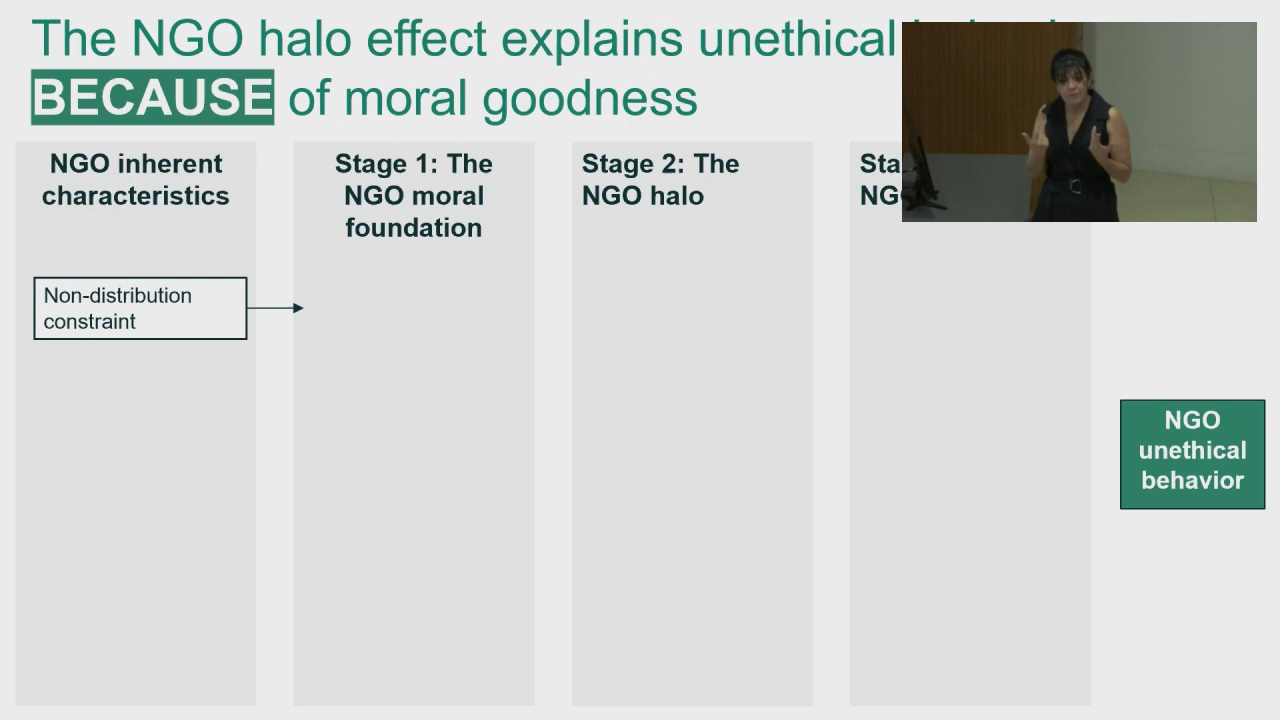 The NGO halo effect explains unethical
BECAUSE of moral goodness
NGO inherent
characteristics
Stage 1: The
NGO moral
foundation
Stage 2: The
NGO halo
Non-distribution
constraint
NGO
unethical
behavior